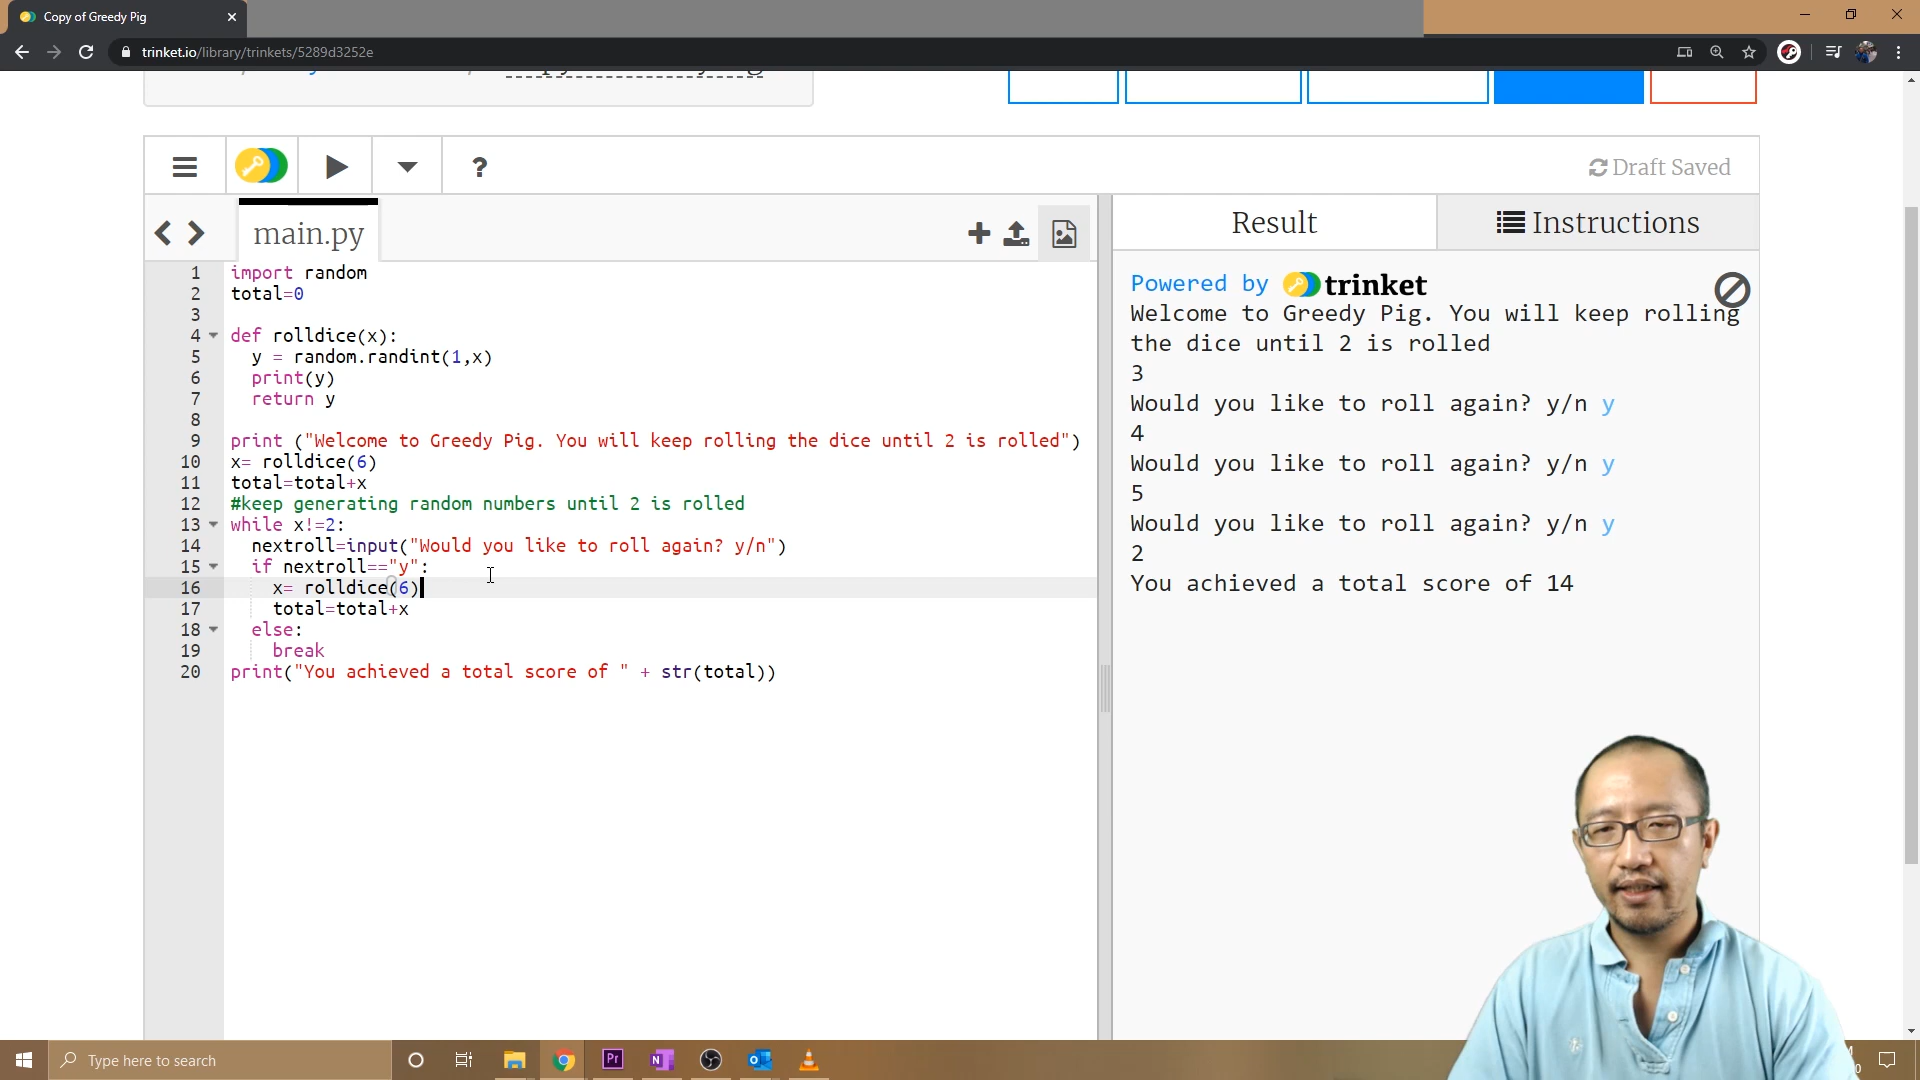 Copy of Greedy Pig
trinket.io/library/trinkets/5289d3252e
Draft Saved
main.py
Result
Instructions
1 import random
2 total=0
3
4 def rolldice(x):
5 y = random.randint(1,x)
6 print(y)
7 return y
8
9 print ("Welcome to Greedy Pig. You will keep rolling the dice until 2 is rolled")
10 x= rolldice(6)
11 total=total+x
12 #keep generating random numbers until 2 is rolled
13 while x!=2:
14 nextroll=input("Would you like to roll again? y/n")
15 if nextroll=="y":
16 x= rolldice(6)
17 total=total+x
18 else:
19 break
20 print("You achieved a total score of " + str(total))
Powered by trinket
Welcome to Greedy Pig. You will keep rolling
the dice until 2 is rolled
3
Would you like to roll again? y/n y
4
Would you like to roll again? y/n y
5
Would you like to roll again? y/n y
2
You achieved a total score of 14
Type here to search
Pr
N